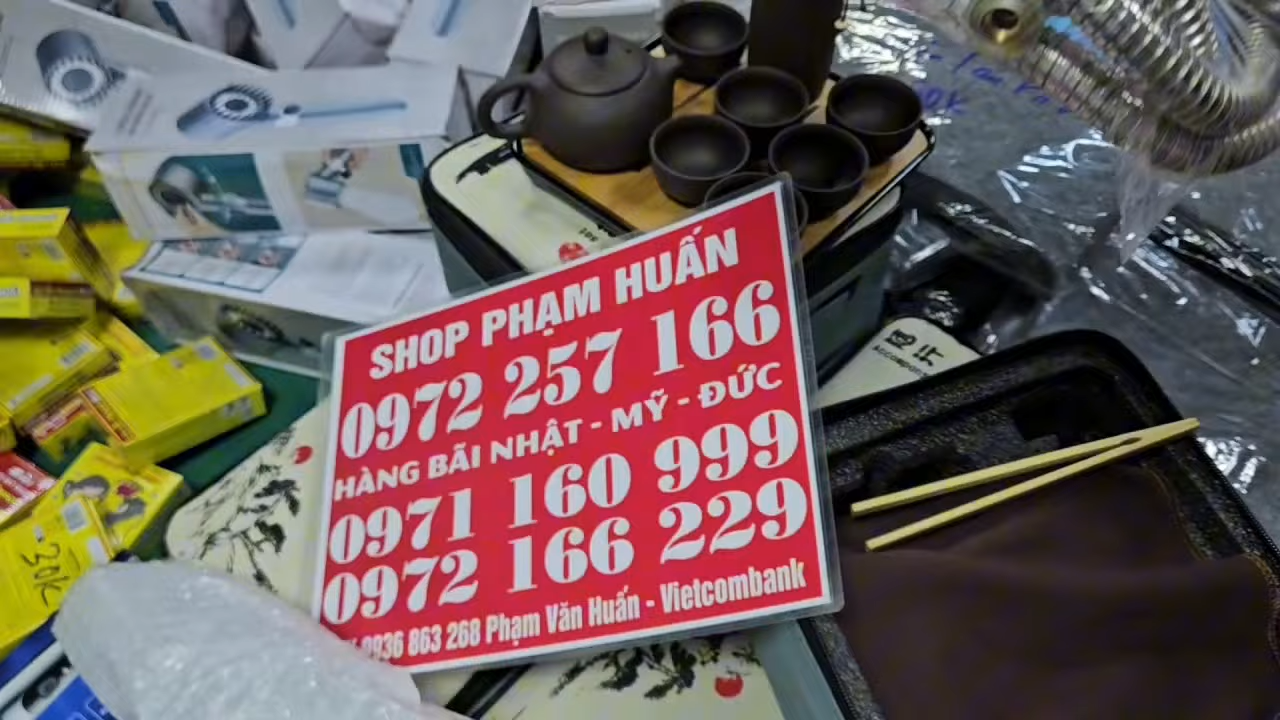 SHOP PHẠM HUẤN
0972 257 166
HÀNG BÃI NHẬT - MỸ - ĐỨC
0971 160 999
0972 166 229
0936 863 268 Phạm Văn Huấn - Vietcombank
30K